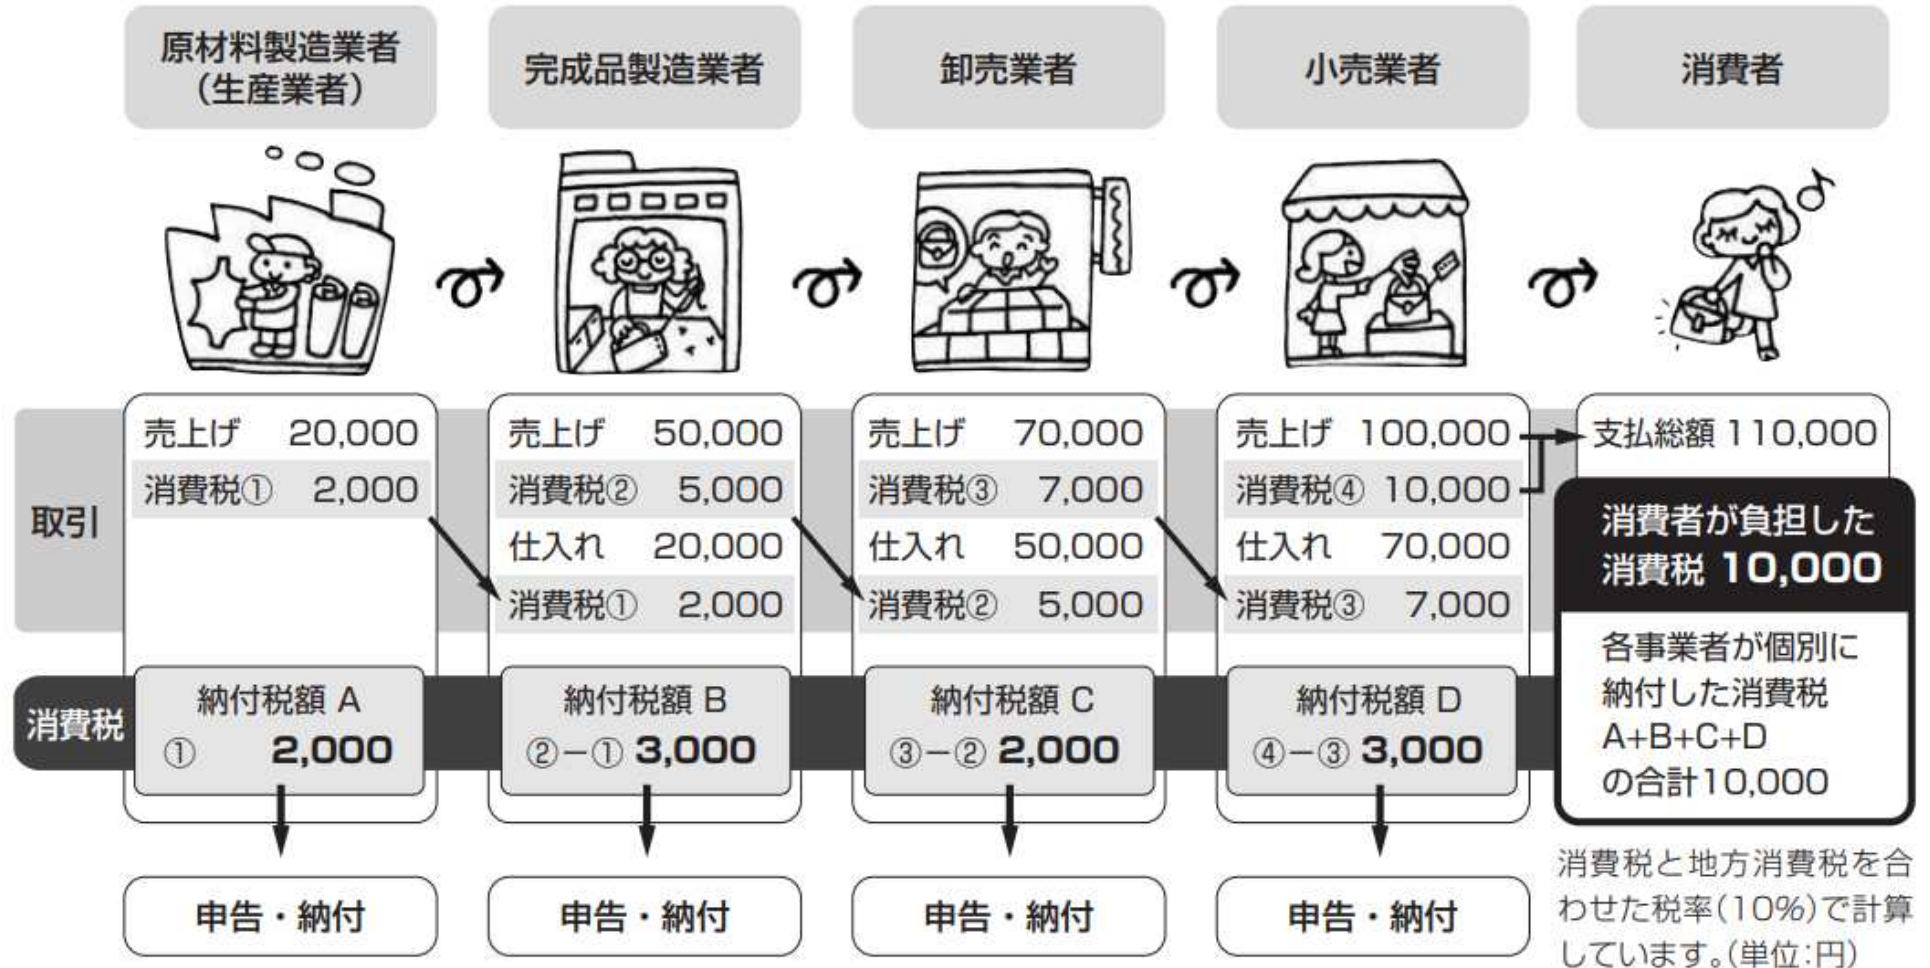 原材料製造業者
（生産業者）
完成品製造業者
卸売業者
小売業者
消費者
取引
売上げ 20,000
消費税① 2,000
売上げ 50,000
消費税② 5,000
仕入れ 20,000
消費税① 2,000
売上げ 70,000
消費税③ 7,000
仕入れ 50,000
消費税② 5,000
売上げ 100,000
消費税④ 10,000
仕入れ 70,000
消費税③ 7,000
支払総額 110,000
消費者が負担した
消費税 10,000
各事業者が個別に
納付した消費税
A+B+C+D
の合計10,000
消費税
納付税額 A
① 2,000
納付税額 B
②－① 3,000
納付税額 C
③－② 2,000
納付税額 D
④－③ 3,000
申告・納付
申告・納付
申告・納付
申告・納付
消費税と地方消費税を合
わせた税率(10%)で計算
しています。(単位:円)